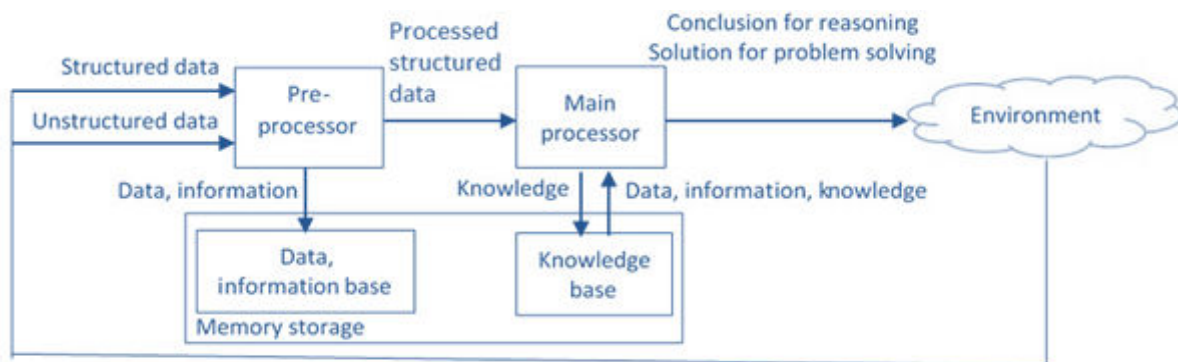 Conclusion for reasoning
Solution for problem solving
Processed
structured
data
Structured data
Unstructured data
Pre-
processor
Main
processor
Environment
Data, information
Knowledge
Data, information, knowledge
Data,
information base
Knowledge
base
Memory storage